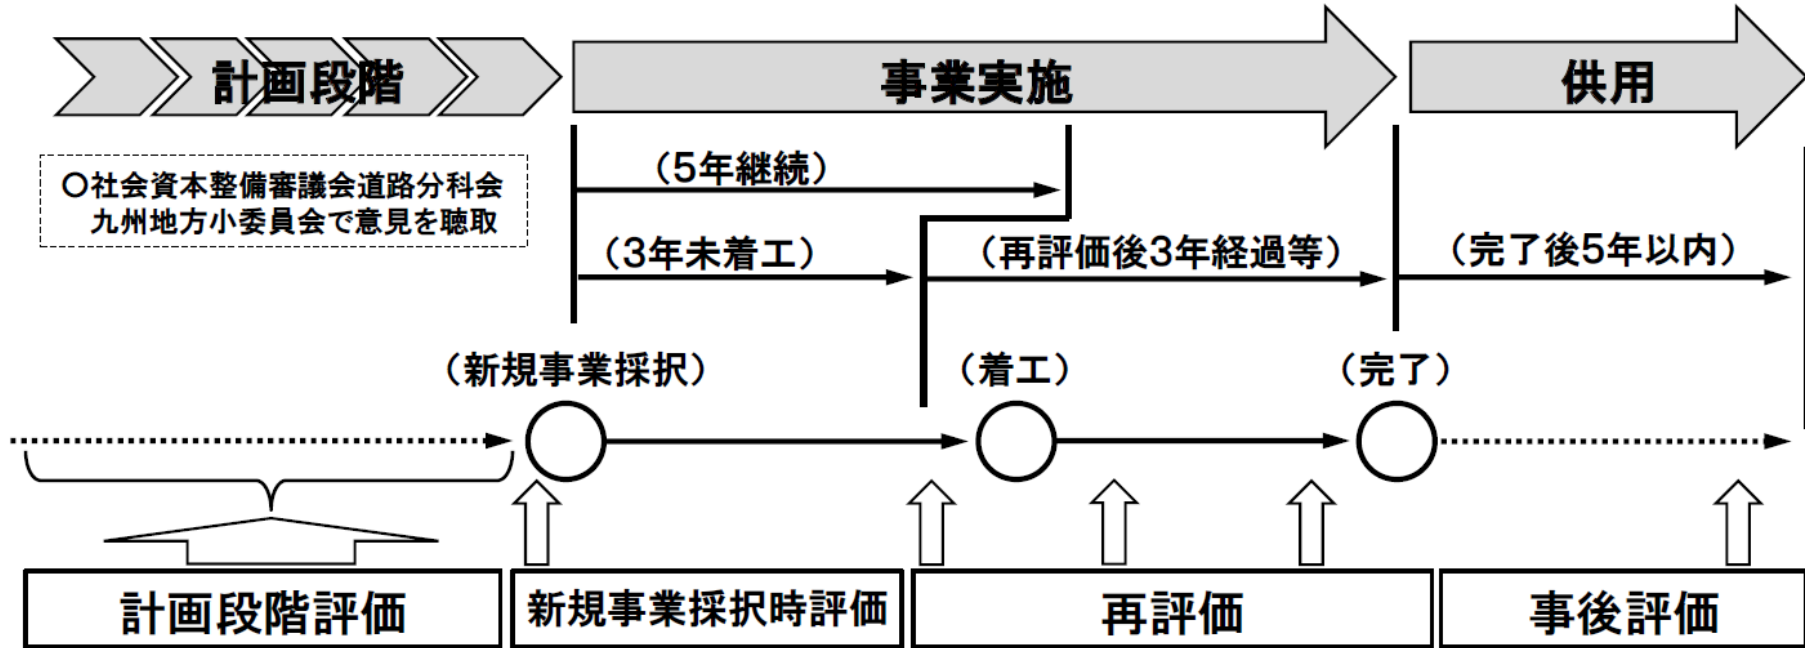 計画段階
事業実施
供用
〇社会資本整備審議会道路分科会
九州地方小委員会で意見を聴取
（5年継続）
（3年未着工）
（再評価後3年経過等）
（完了後5年以内）
（新規事業採択）
（着工）
（完了）
計画段階評価
新規事業採択時評価
再評価
事後評価